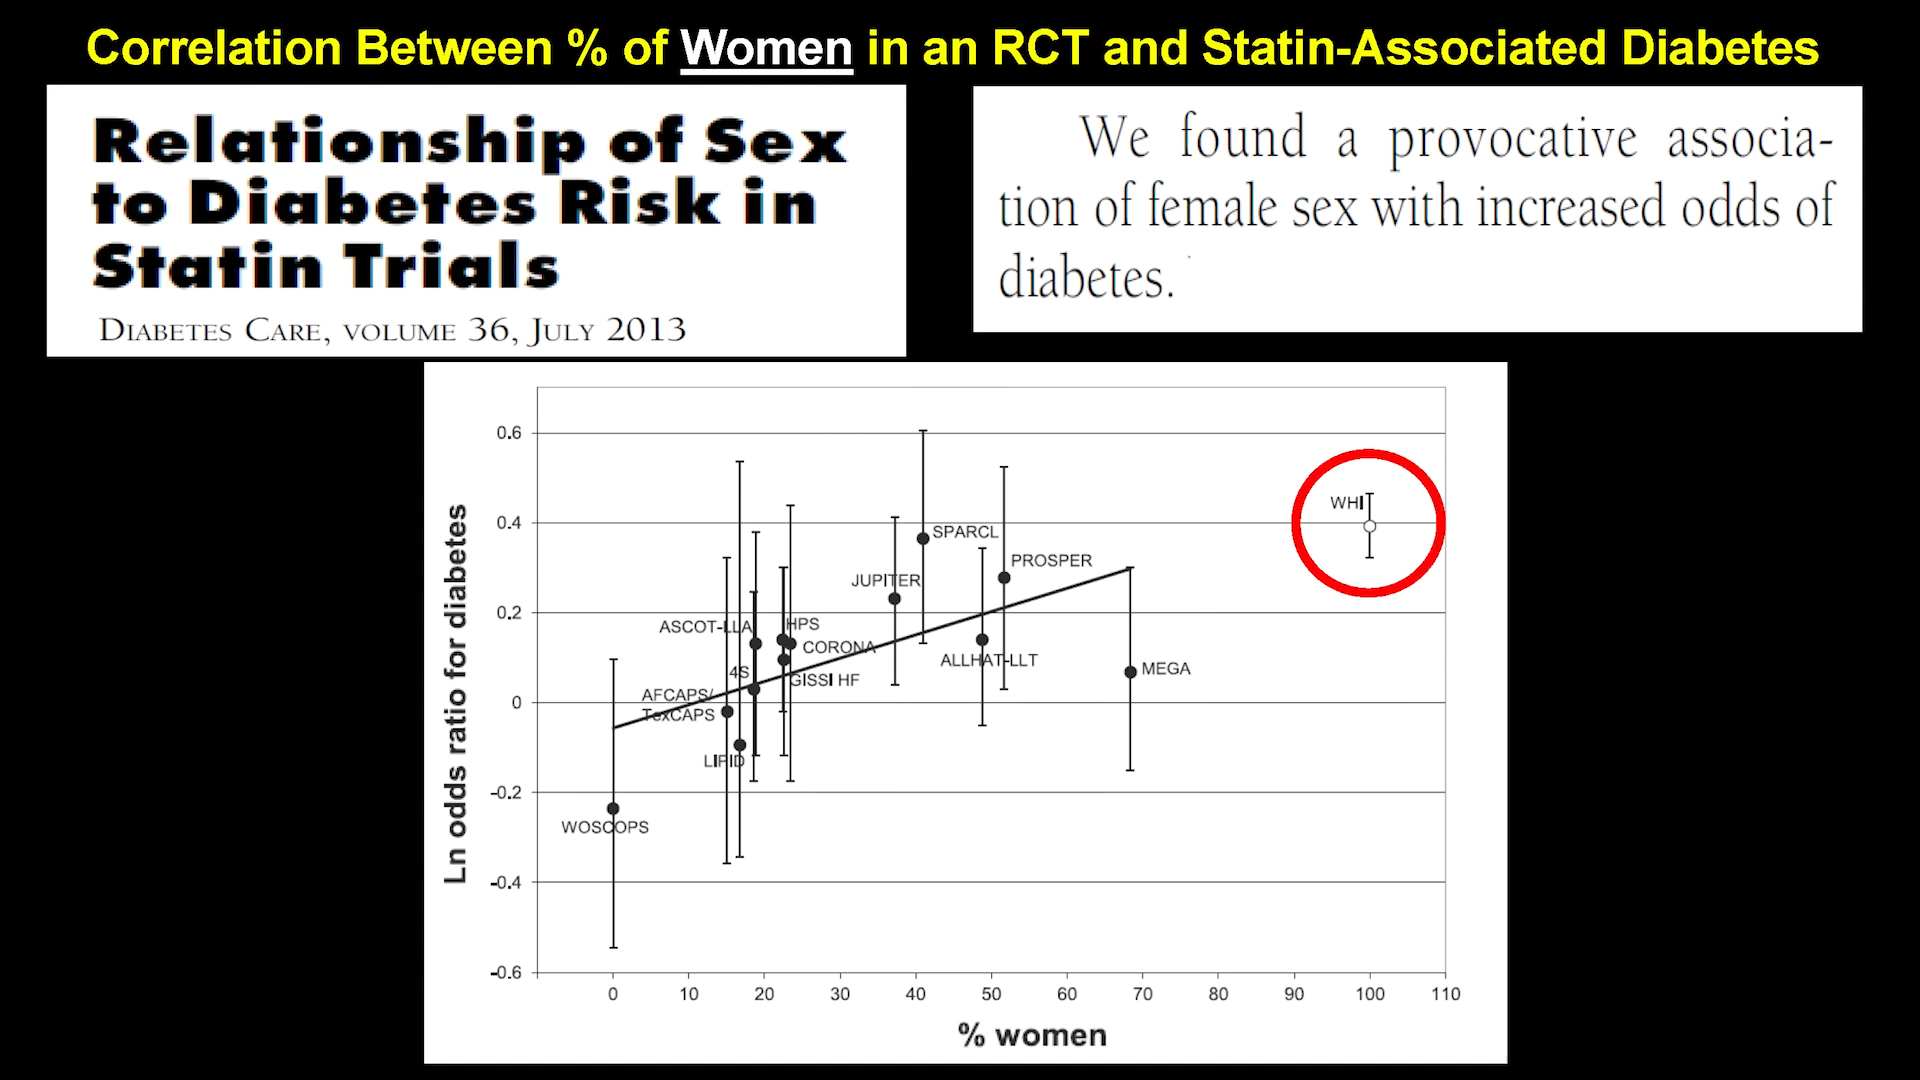 Correlation Between % of Women in an RCT and Statin-Associated Diabetes
Relationship of Sex
to Diabetes Risk in
Statin Trials
DIABETES CARE, VOLUME 36, JULY 2013
We found a provocative associa-
tion of female sex with increased odds of
diabetes.
Ln odds ratio for diabetes
0.6
0.4
0.2
0
-0.2
-0.4
-0.6
WHI
SPARCL
PROSPER
JUPITER
ASCOT-LLA
HPS
CORONA
ALLHAT-LLT
MEGA
4S
GISSI HF
AFCAPS/
TexCAPS
LIPID
WOSCOPS
0 10 20 30 40 50 60 70 80 90 100 110
% women